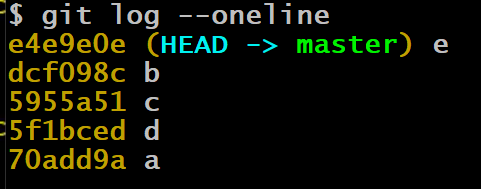 $ git log --oneline
e4e9e0e (HEAD -> master) e
dcf098c b
5955a51 c
5f1bced d
70add9a a